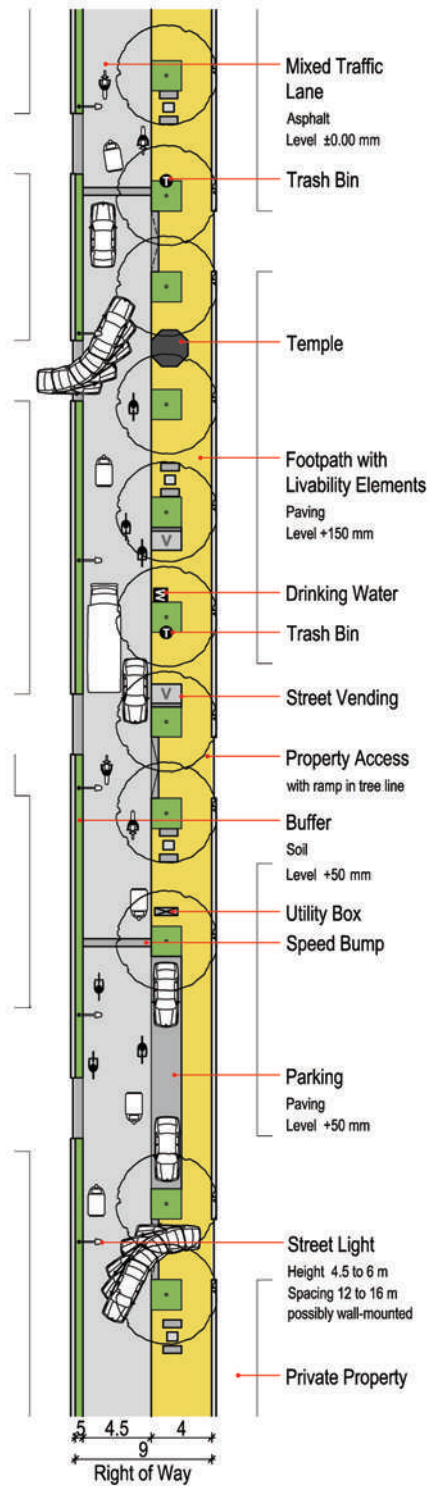 Mixed Traffic
Lane
Asphalt
Level ±0.00 mm
T
Trash Bin
Temple
Footpath with
Livability Elements
Paving
Level +150 mm
V
W
Drinking Water
T
Trash Bin
V
Street Vending
Property Access
with ramp in tree line
Buffer
Soil
Level +50 mm
Utility Box
Speed Bump
Parking
Paving
Level +50 mm
Street Light
Height 4.5 to 6 m
Spacing 12 to 16 m
possibly wall-mounted
Private Property
5 4.5 4
9
Right of Way